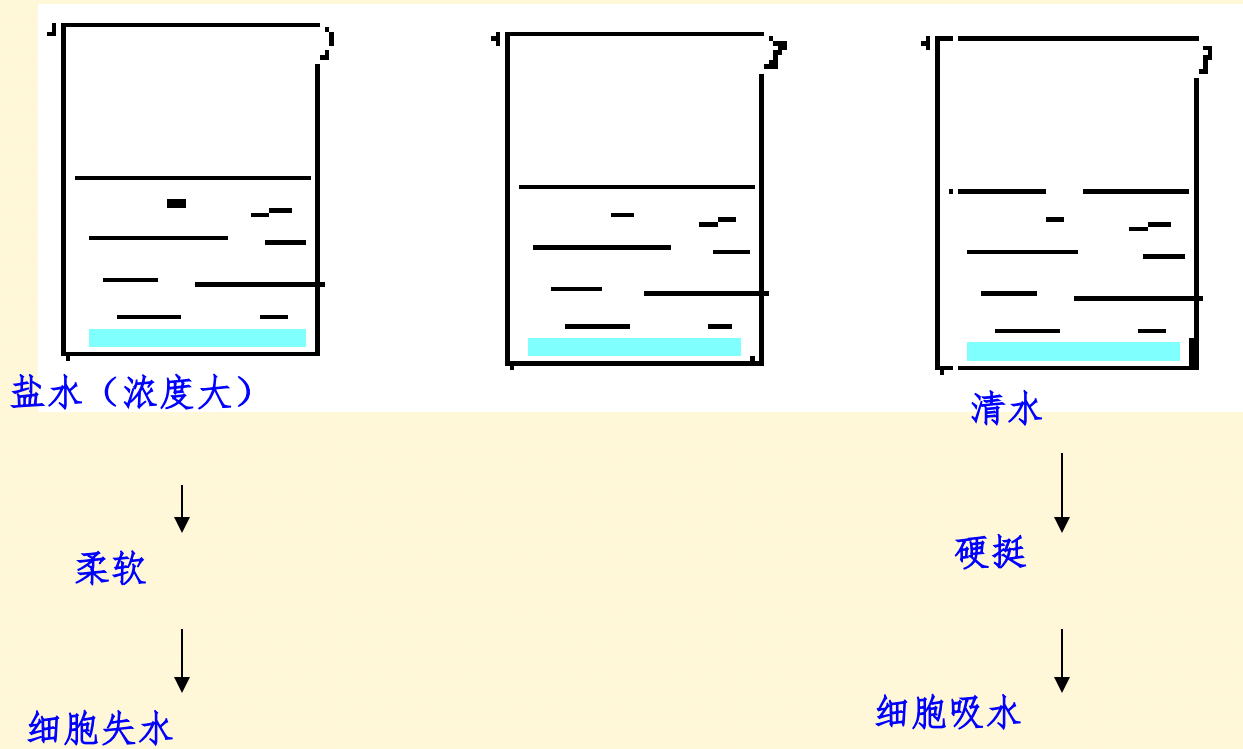 盐水（浓度大）
清水
柔软
硬挺
细胞失水
细胞吸水